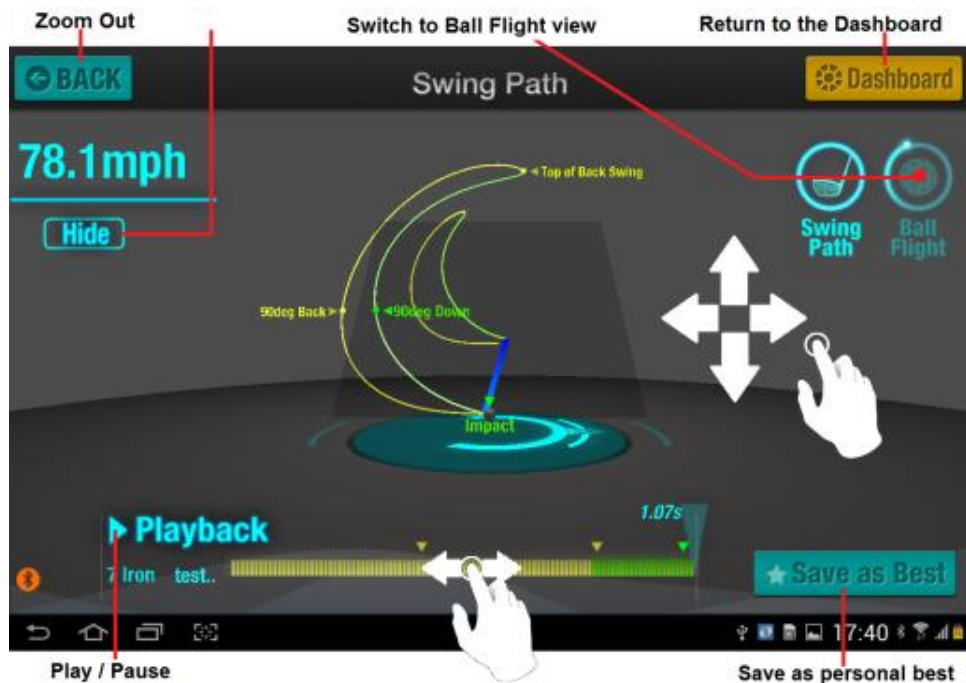 Zoom Out
Switch to Ball Flight view
Return to the Dashboard
BACK
Swing Path
Dashboard
78.1mph
Hide
Top of Back Swing
Swing Path
Ball Flight
90deg Back
90deg Down
Impact
Playback
1.07s
7 Iron test..
Save as Best
17:40
Play / Pause
Save as personal best